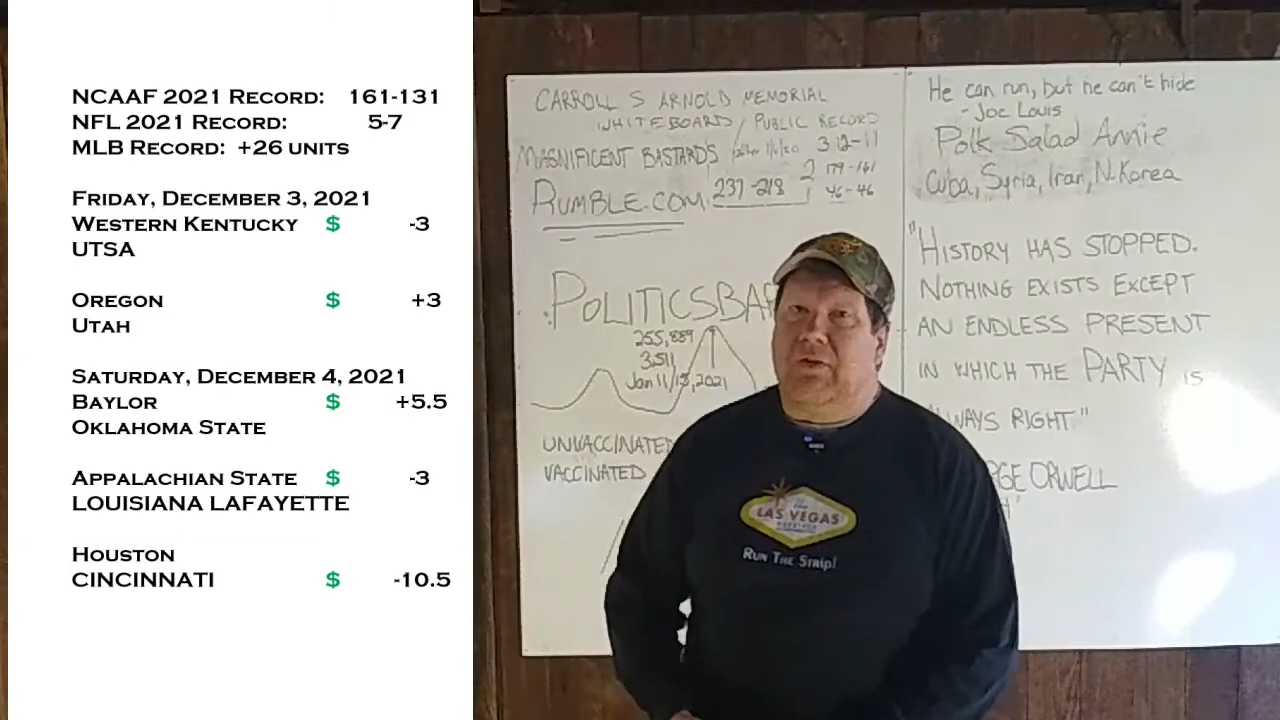 NCAAF 2021 RECORD: 161-131
NFL 2021 RECORD: 5-7
MLB RECORD: +26 UNITS
FRIDAY, DECEMBER 3, 2021
WESTERN KENTUCKY $ -3
UTSA
OREGON $ +3
UTAH
SATURDAY, DECEMBER 4, 2021
BAYLOR $ +5.5
OKLAHOMA STATE
APPALACHIAN STATE $ -3
LOUISIANA LAFAYETTE
HOUSTON
CINCINNATI $ -10.5
CARROLL S ARNOLD MEMORIAL
WHITEBOARD / PUBLIC RECORD
MAGNIFICENT BASTARDS 312-11
RUMBLE.COM 237-218 179-161
46-46
POLITICSBAR
255,889
3,511
Jan 11/13, 2021
UNVACCINATED
VACCINATED
He can run, but he can't hide
- Joe Louis
Polk Salad Annie
Cuba, Syria, Iran, N.Korea
"HISTORY HAS STOPPED.
NOTHING EXISTS EXCEPT
AN ENDLESS PRESENT
IN WHICH THE PARTY IS
WAYS RIGHT"
RGE ORWELL
LAS VEGAS
RUN THE STRIP!